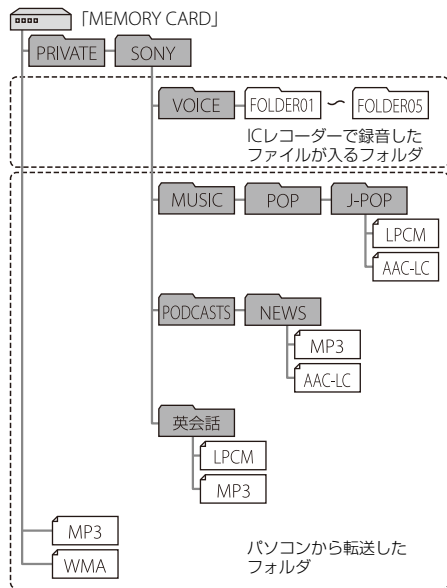 「MEMORY CARD」
PRIVATE SONY
VOICE FOLDER01 ～ FOLDER05
ICレコーダーで録音した
ファイルが入るフォルダ
MUSIC POP J-POP
LPCM
AAC-LC
PODCASTS NEWS
MP3
AAC-LC
英会話
LPCM
MP3
MP3
WMA
パソコンから転送した
フォルダ